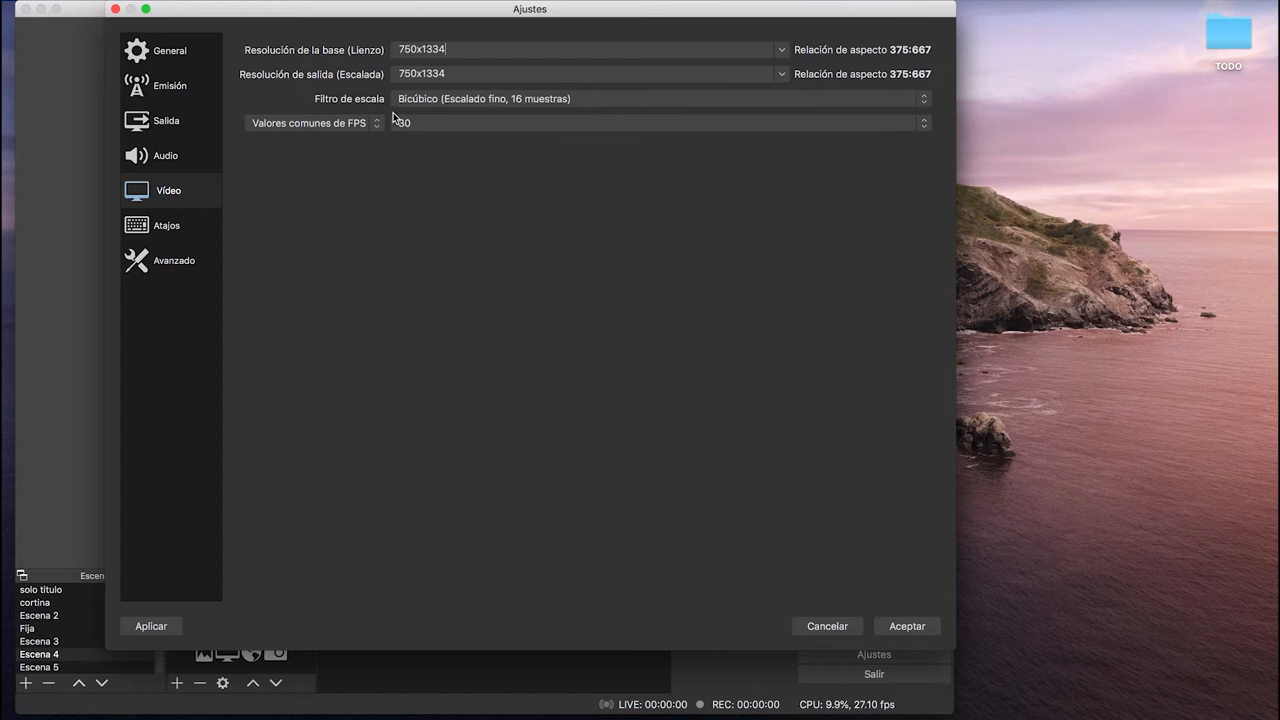 Ajustes
General
Emisión
Salida
Audio
Vídeo
Atajos
Avanzado
Resolución de la base (Lienzo) 750x1334 Relación de aspecto 375:667
Resolución de salida (Escalada) 750x1334 Relación de aspecto 375:667
Filtro de escala Bicúbico (Escalado fino, 16 muestras)
Valores comunes de FPS 30
TODO
Escen
solo titulo
cortina
Escena 2
Fija
Escena 3
Escena 4
Escena 5
Aplicar Cancelar Aceptar
Ajustes
Salir
LIVE: 00:00:00 REC: 00:00:00 CPU: 9.9%, 27.10 fps